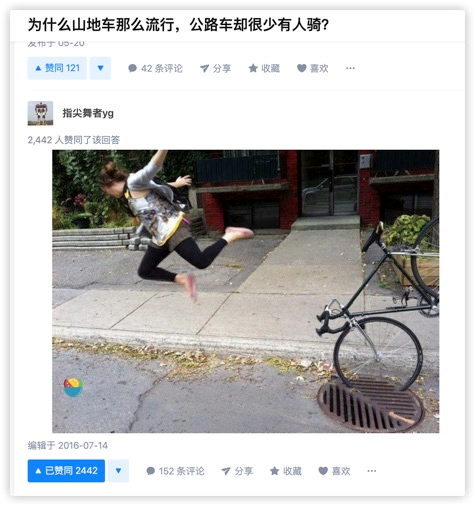 为什么山地车那么流行，公路车却很少有人骑?
发布于 05-20
赞同 121
42 条评论
分享
收藏
喜欢
指尖舞者yg
2,442 人赞同了该回答
编辑于 2016-07-14
已赞同 2442
152 条评论
分享
收藏
喜欢